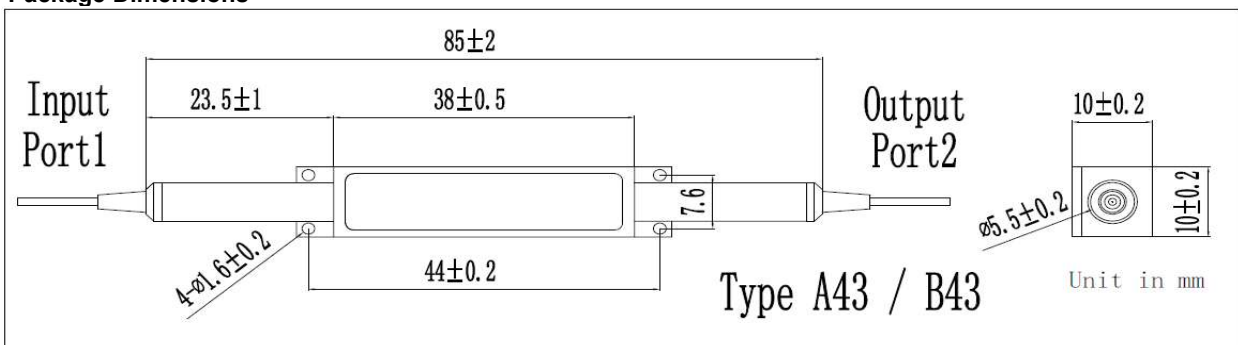 Package Dimensions
85±2
23.5±1
38±0.5
Input
Port1
Output
Port2
10±0.2
7.6
10±0.2
ø5.5±0.2
4-ø1.6±0.2
44±0.2
Type A43 / B43
Unit in mm